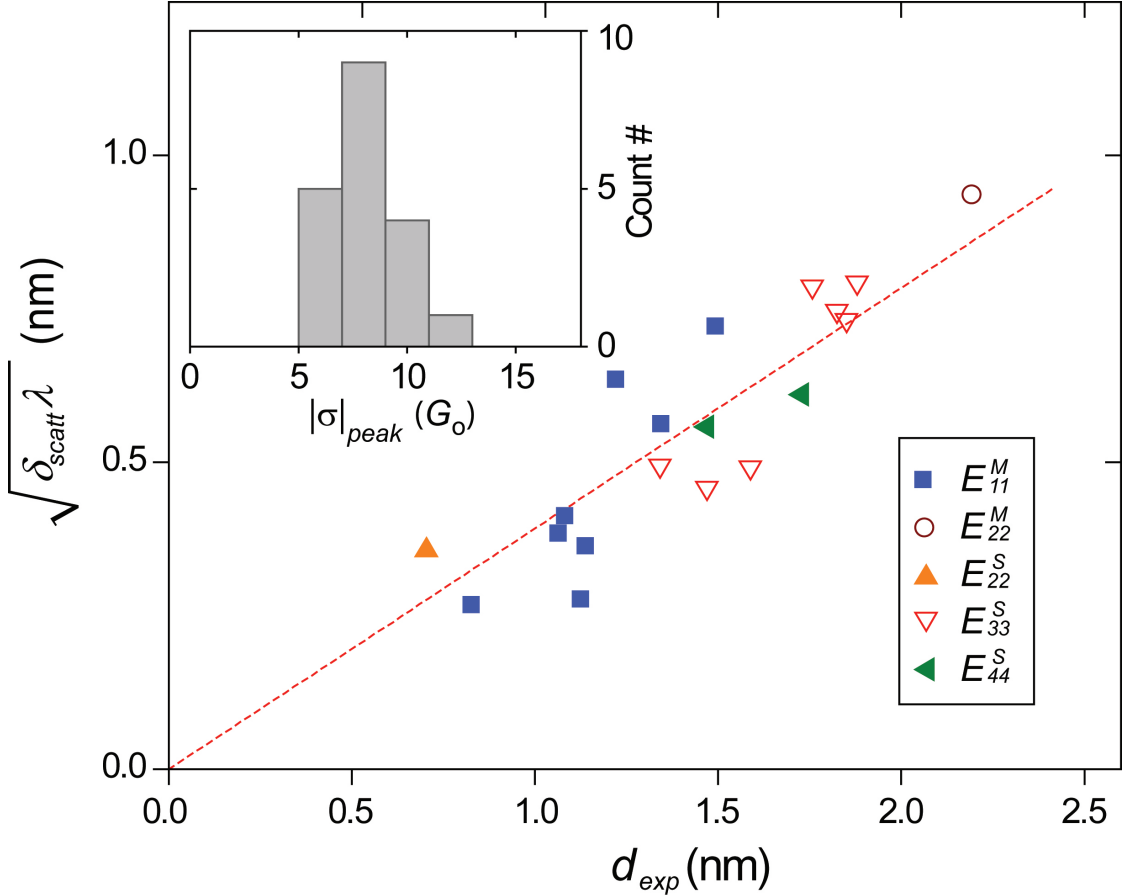 10
5
0
Count #
0 5 10 15
|σ|peak (Go)
1.0
0.5
0.0
√δscattλ (nm)
0.0 0.5 1.0 1.5 2.0 2.5
dexp (nm)
E11M
E22M
E22S
E33S
E44S